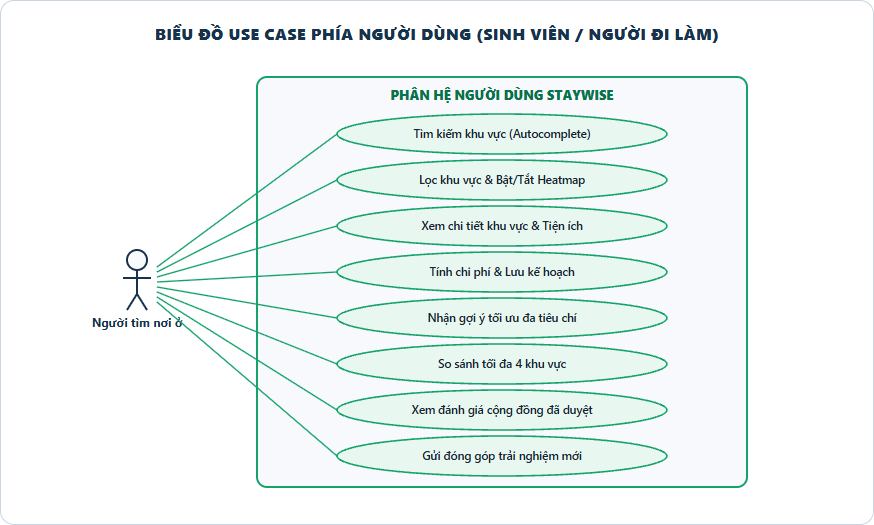 BIỂU ĐỒ USE CASE PHÍA NGƯỜI DÙNG (SINH VIÊN / NGƯỜI ĐI LÀM)
PHÂN HỆ NGƯỜI DÙNG STAYWISE
Tìm kiếm khu vực (Autocomplete)
Lọc khu vực & Bật/Tắt Heatmap
Xem chi tiết khu vực & Tiện ích
Tính chi phí & Lưu kế hoạch
Nhận gợi ý tối ưu đa tiêu chí
So sánh tối đa 4 khu vực
Xem đánh giá cộng đồng đã duyệt
Gửi đóng góp trải nghiệm mới
Người tìm nơi ở